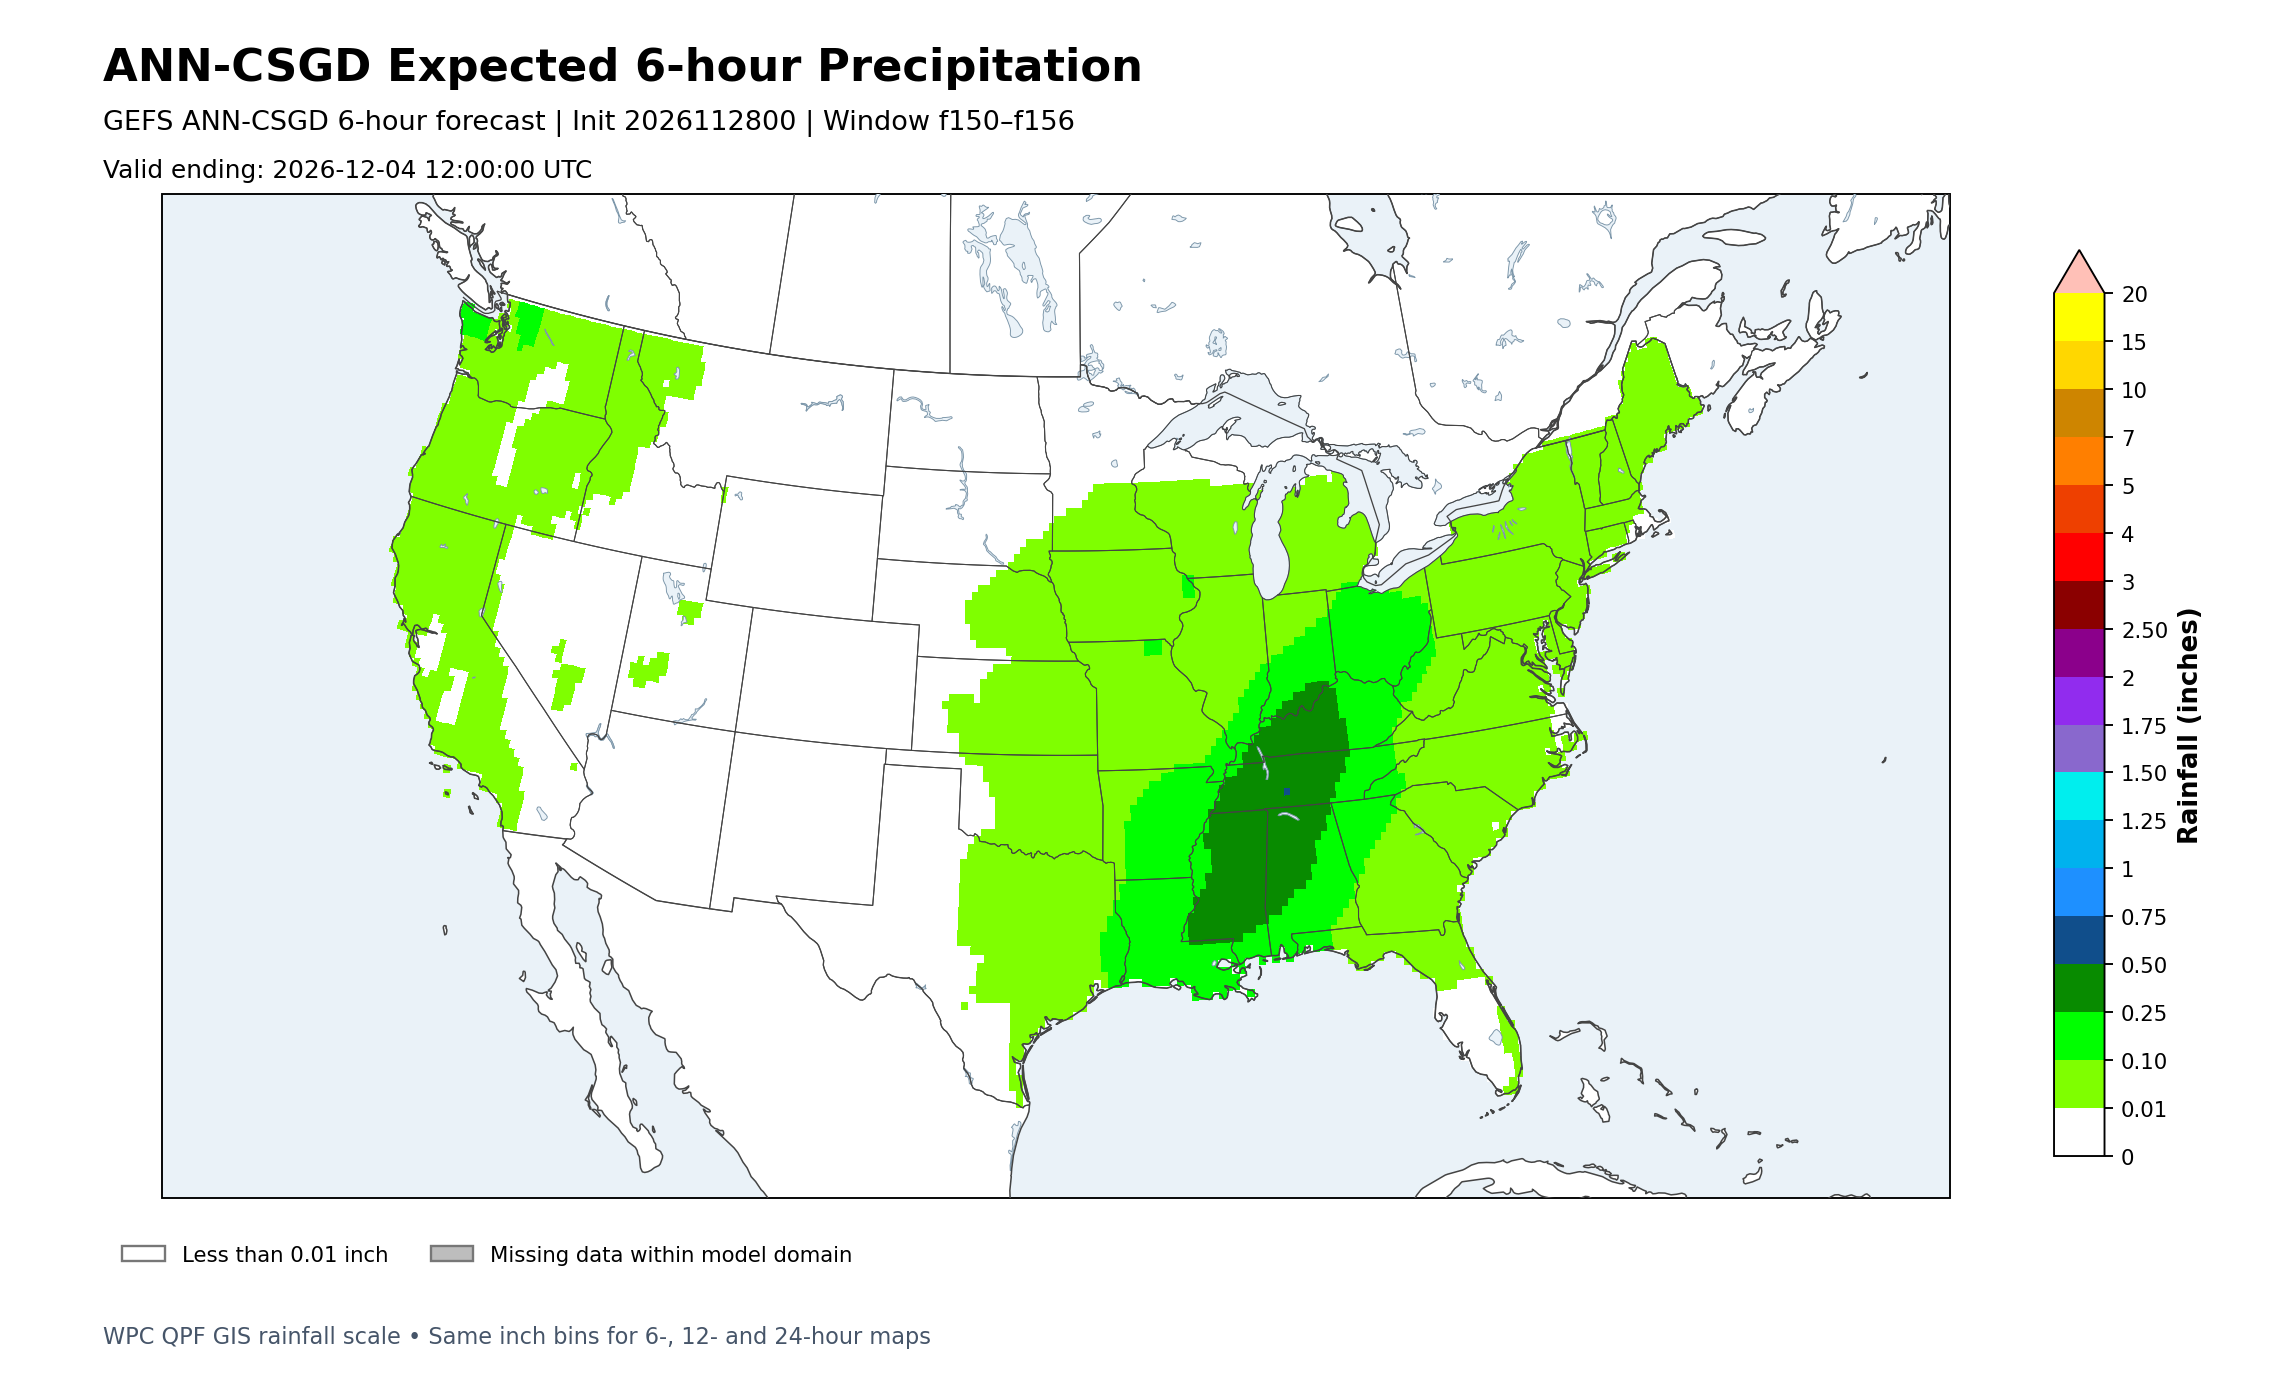 ANN-CSGD Expected 6-hour Precipitation
GEFS ANN-CSGD 6-hour forecast | Init 2026112800 | Window f150–f156
Valid ending: 2026-12-04 12:00:00 UTC
20
15
10
7
5
4
3
2.50
2
1.75
1.50
1.25
1
0.75
0.50
0.25
0.10
0.01
0
Rainfall (inches)
Less than 0.01 inch
Missing data within model domain
WPC QPF GIS rainfall scale • Same inch bins for 6-, 12- and 24-hour maps